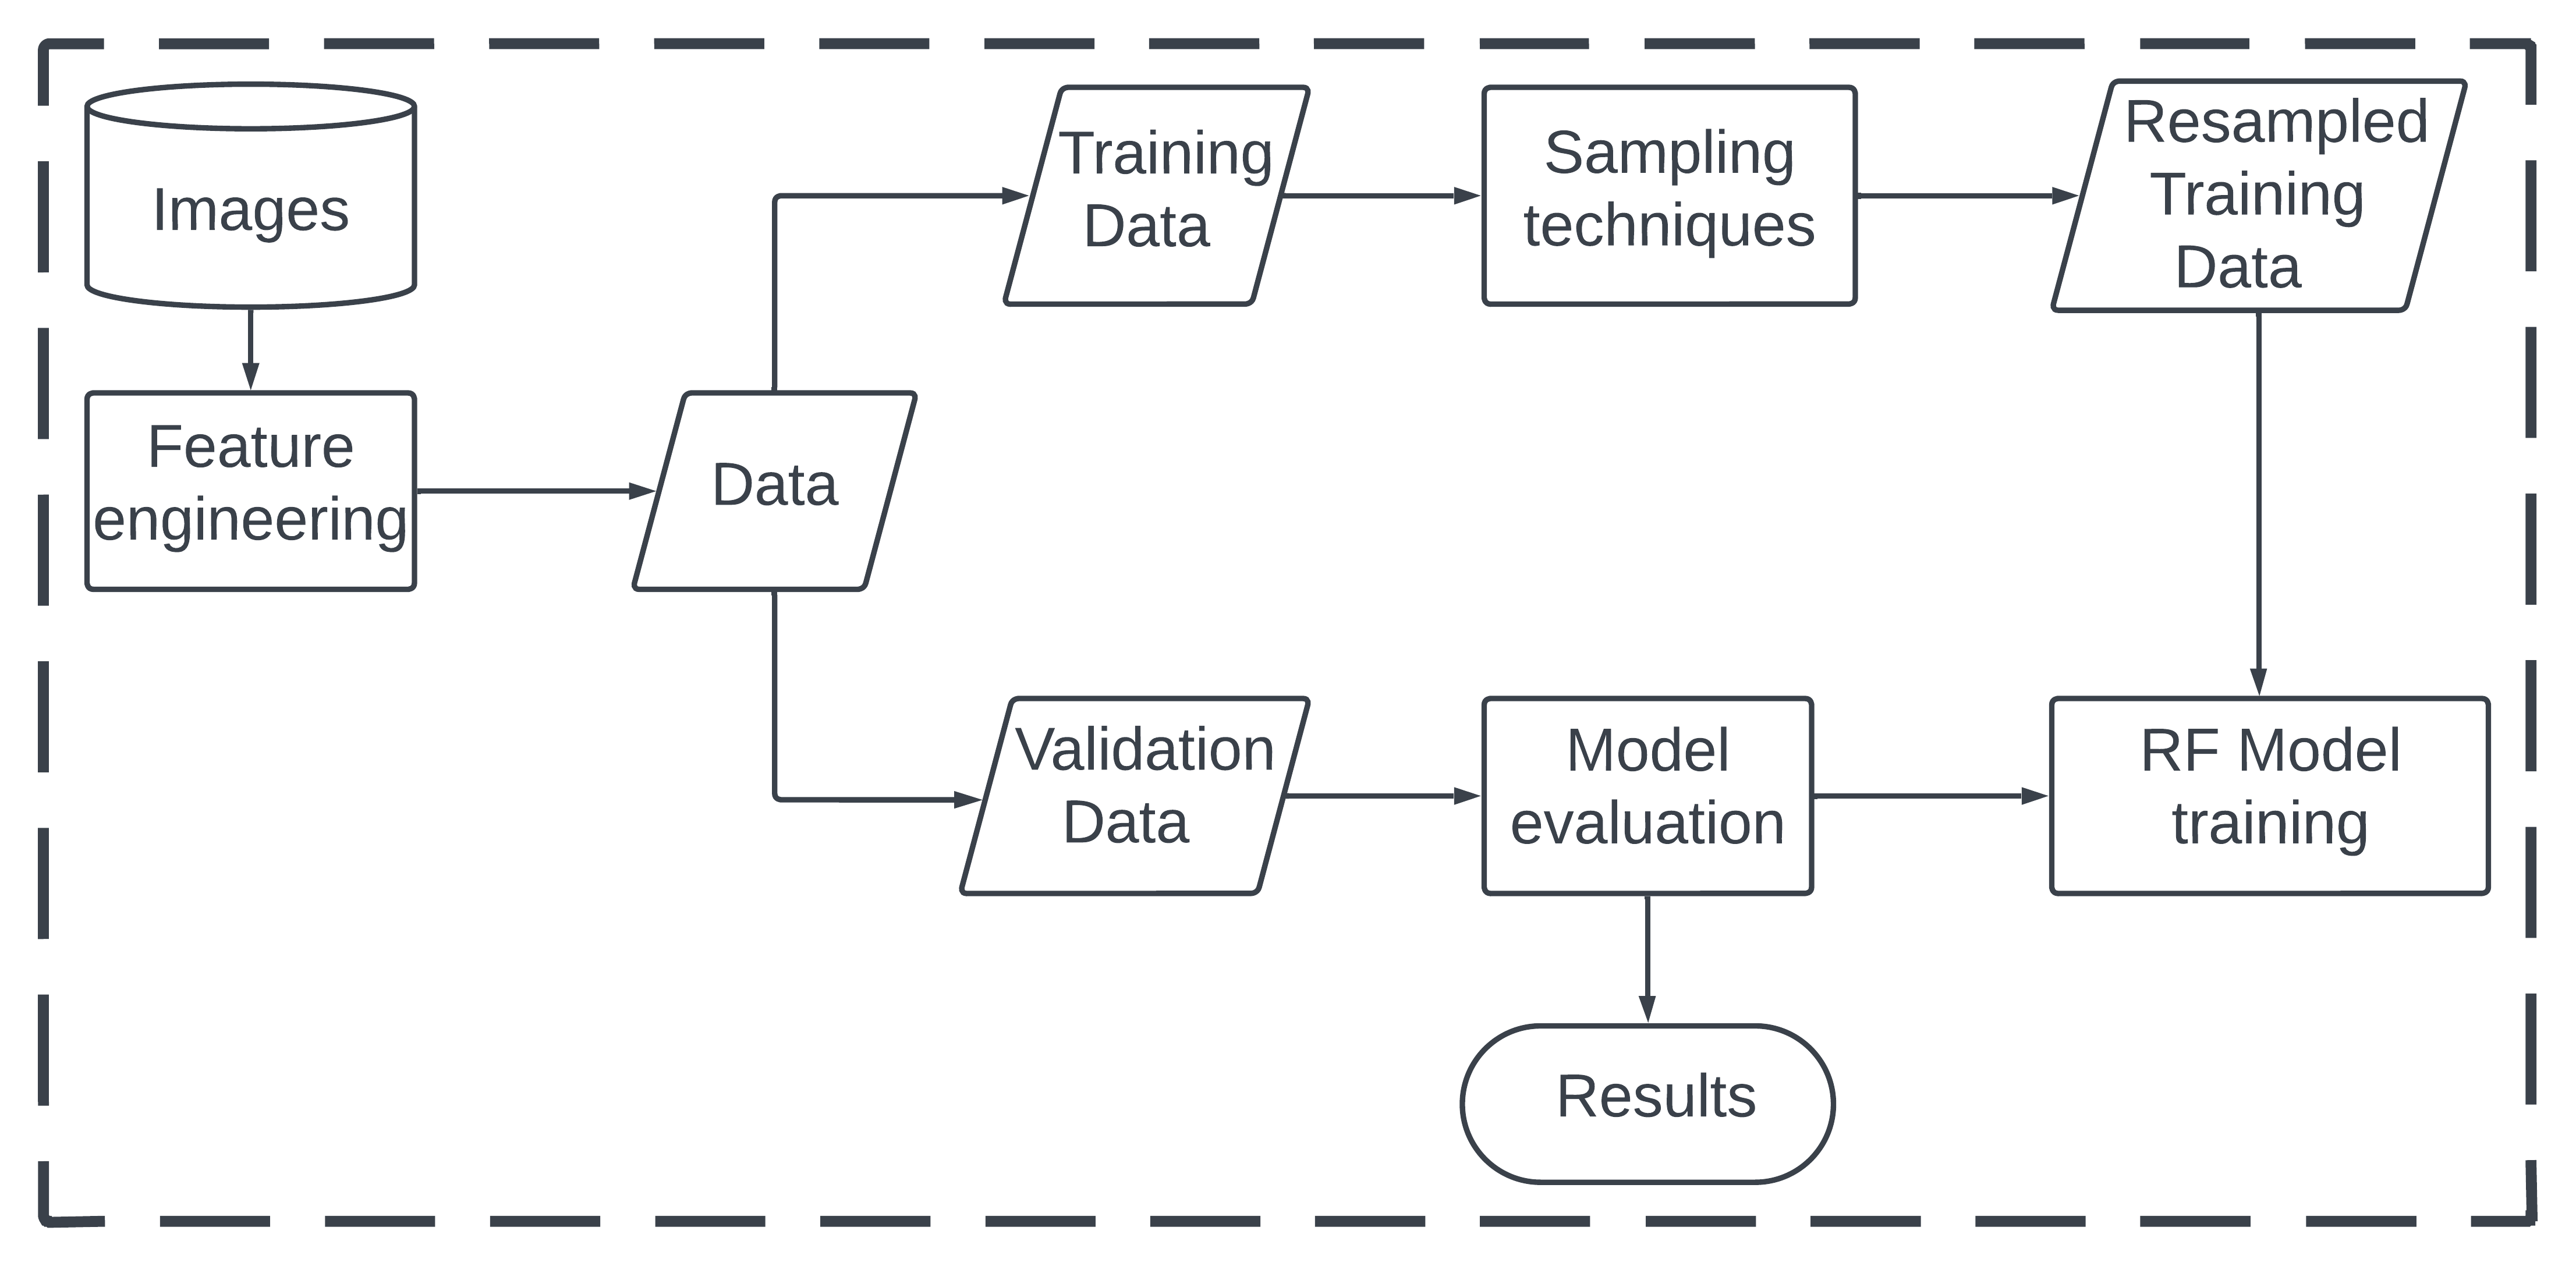 Images
Feature
engineering
Data
Training
Data
Sampling
techniques
Resampled
Training
Data
Validation
Data
Model
evaluation
RF Model
training
Results